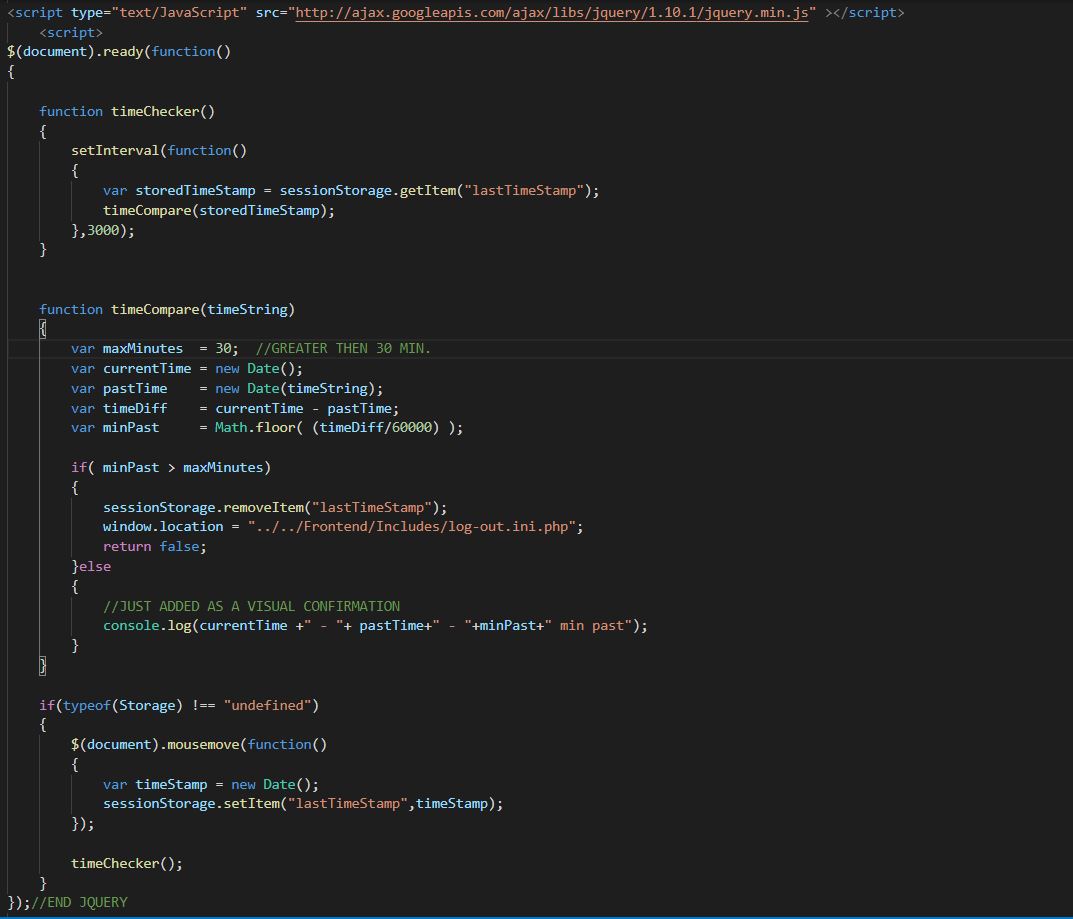 <script type="text/JavaScript" src="http://ajax.googleapis.com/ajax/libs/jquery/1.10.1/jquery.min.js" ></script>
    <script>
$(document).ready(function()
{

    function timeChecker()
    {
        setInterval(function()
        {
            var storedTimeStamp = sessionStorage.getItem("lastTimeStamp");
            timeCompare(storedTimeStamp);
        },3000);
    }


    function timeCompare(timeString)
    {
        var maxMinutes  = 30;  //GREATER THEN 30 MIN.
        var currentTime = new Date();
        var pastTime    = new Date(timeString);
        var timeDiff    = currentTime - pastTime;
        var minPast     = Math.floor( (timeDiff/60000) );

        if( minPast > maxMinutes)
        {
            sessionStorage.removeItem("lastTimeStamp");
            window.location = "../../Frontend/Includes/log-out.ini.php";
            return false;
        }else
        {
            //JUST ADDED AS A VISUAL CONFIRMATION
            console.log(currentTime +" - "+ pastTime+" - "+minPast+" min past");
        }
    }

    if(typeof(Storage) !== "undefined")
    {
        $(document).mousemove(function()
        {
            var timeStamp = new Date();
            sessionStorage.setItem("lastTimeStamp",timeStamp);
        });

        timeChecker();
    }
});//END JQUERY